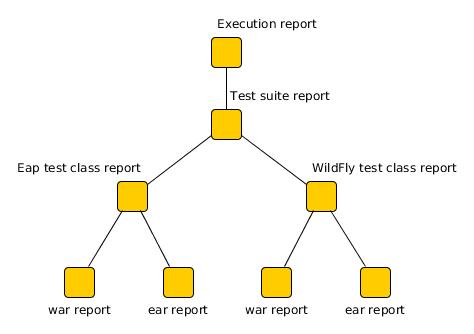 Execution report
Test suite report
Eap test class report
WildFly test class report
war report
ear report
war report
ear report